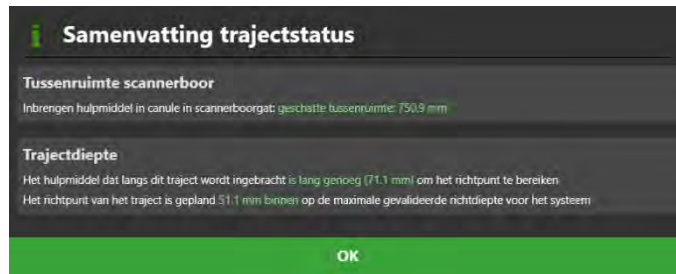 Samenvatting trajectstatus
Tussenruimte scannerboor
Inbrengen hulpmiddel in canule in scannerboorgat: geschatte tussenruimte: 750.9 mm
Trajectdiepte
Het hulpmiddel dat langs dit traject wordt ingebracht is lang genoeg (71.1 mm) om het richtpunt te bereiken
Het richtpunt van het traject is gepland 51.1 mm binnen op de maximale gevalideerde richtdiepte voor het systeem
OK